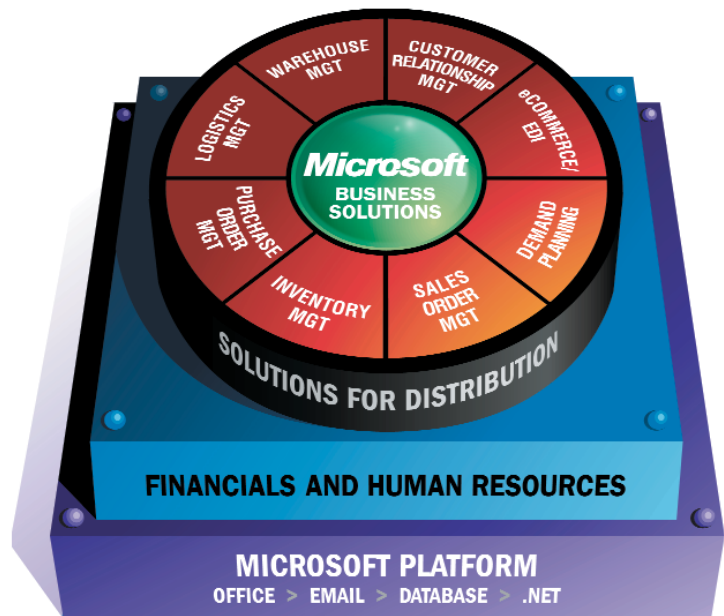 WAREHOUSE
MGT
CUSTOMER
RELATIONSHIP
MGT
eCOMMERCE/
EDI
DEMAND
PLANNING
SALES
ORDER
MGT
INVENTORY
MGT
PURCHASE
ORDER
MGT
LOGISTICS
MGT
Microsoft
BUSINESS
SOLUTIONS
SOLUTIONS FOR DISTRIBUTION
FINANCIALS AND HUMAN RESOURCES
MICROSOFT PLATFORM
OFFICE > EMAIL > DATABASE > .NET